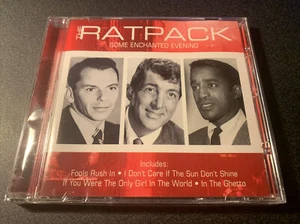 THE
RATPACK
SOME ENCHANTED EVENING
Includes:
Fools Rush In • I Don't Care If The Sun Don't Shine
If You Were The Only Girl In The World • In The Ghetto